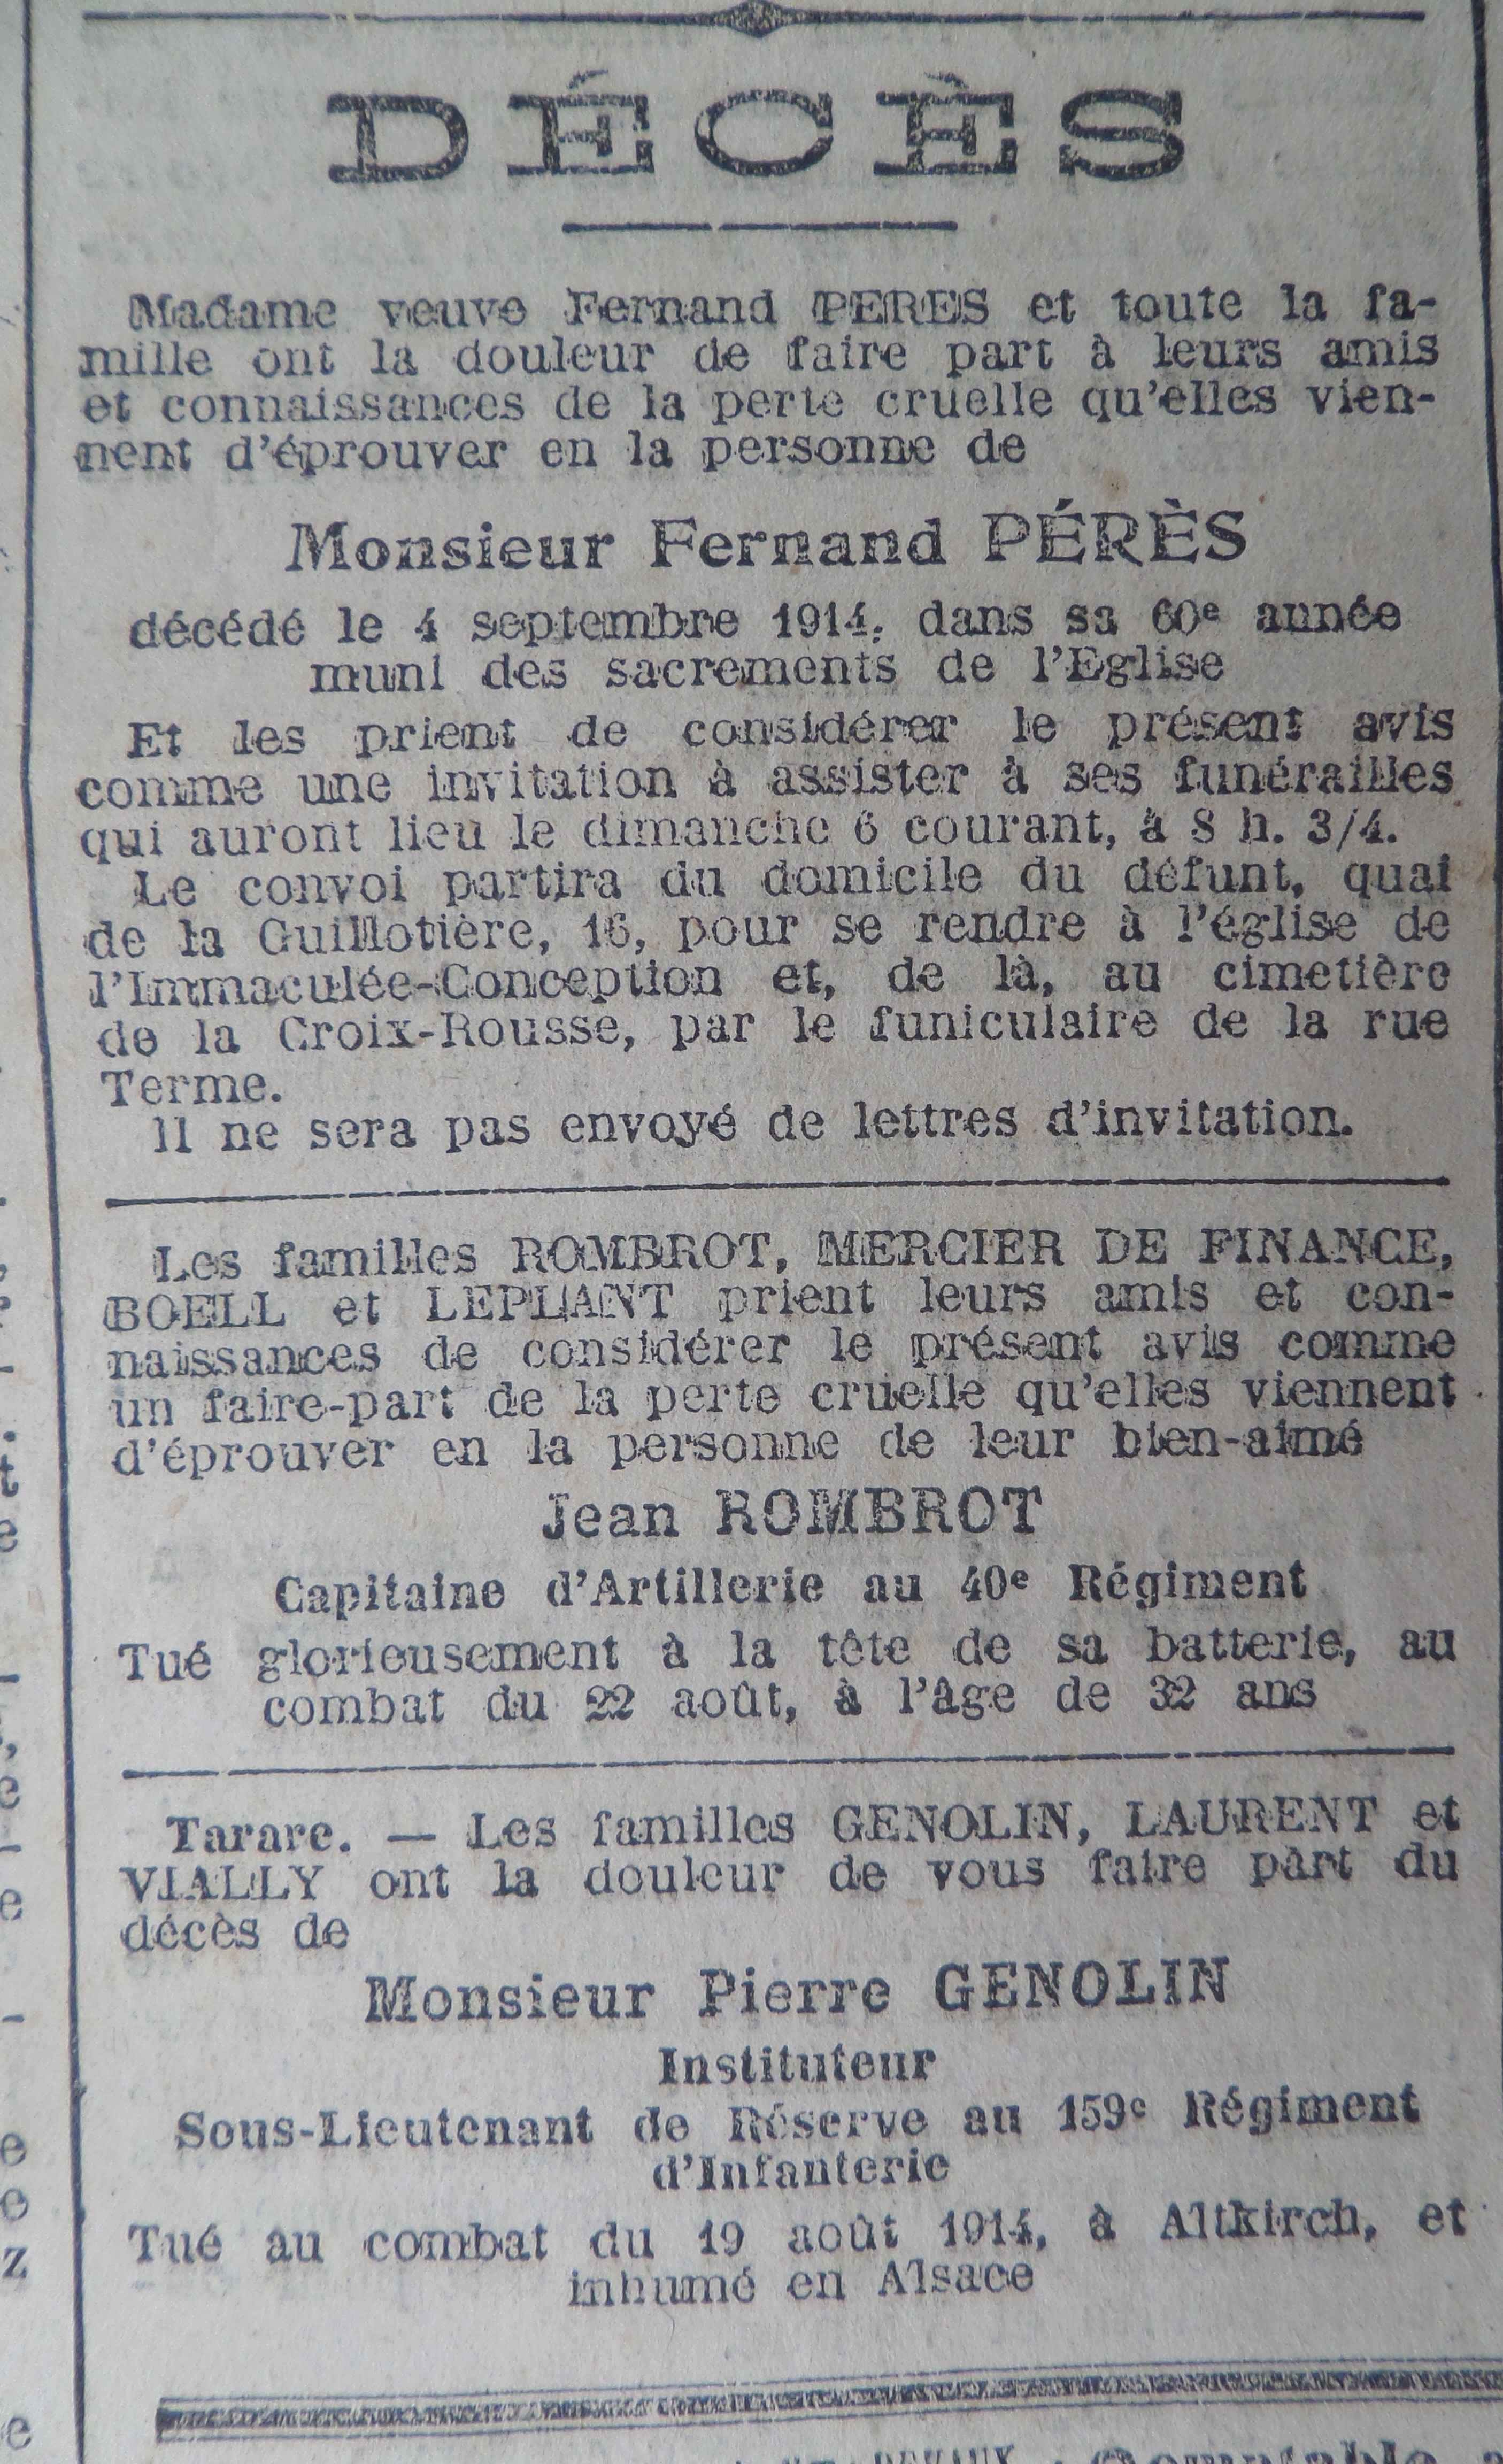 DÉCÈS
Madame veuve Fernand PERES et toute la fa-
mille ont la douleur de faire part à leurs amis
et connaissances de la perte cruelle qu'elles vien-
nent d'éprouver en la personne de
Monsieur Fernand PÉRÈS
décédé le 4 septembre 1914, dans sa 60e année
muni des sacrements de l'Eglise
Et les prient de considérer le présent avis
comme une invitation à assister à ses funérailles
qui auront lieu le dimanche 6 courant, à 8 h. 3/4.
Le convoi partira du domicile du défunt, quai
de la Guillotière, 16, pour se rendre à l'église de
l'Immaculée-Conception et, de là, au cimetière
de la Croix-Rousse, par le funiculaire de la rue
Terme.
Il ne sera pas envoyé de lettres d'invitation.
Les familles ROMBROT, MERCIER DE FINANCE,
BOELL et LEPLANT prient leurs amis et con-
naissances de considérer le présent avis comme
un faire-part de la perte cruelle qu'elles viennent
d'éprouver en la personne de leur bien-aimé
Jean ROMBROT
Capitaine d'Artillerie au 40e Régiment
Tué glorieusement à la tête de sa batterie, au
combat du 22 août, à l'âge de 32 ans
Tarare. — Les familles GENOLIN, LAURENT et
VIALLY ont la douleur de vous faire part du
décès de
Monsieur Pierre GENOLIN
Instituteur
Sous-Lieutenant de Réserve au 159e Régiment
d'Infanterie
Tué au combat du 19 août 1914, à Altkirch, et
inhumé en Alsace